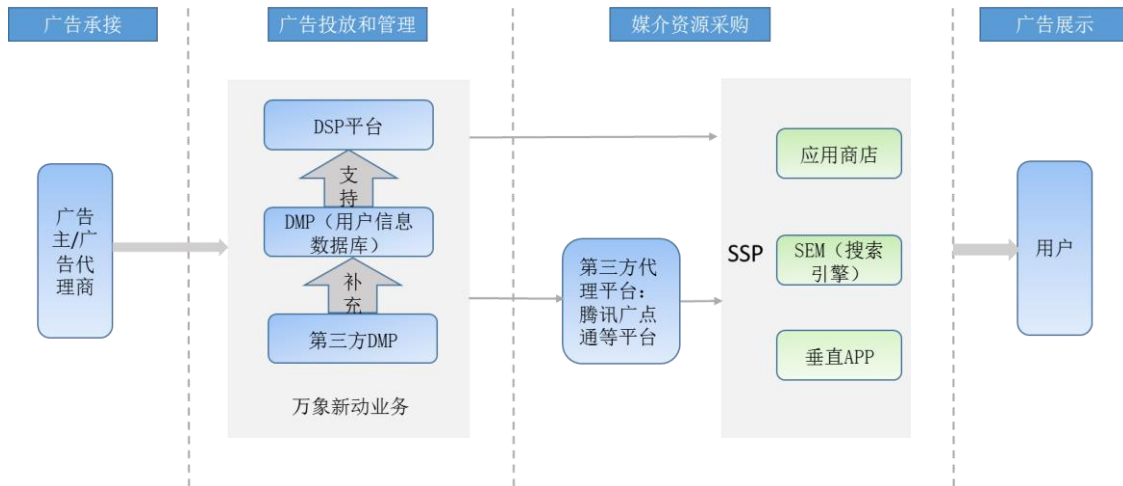 广告承接
广告投放和管理
媒介资源采购
广告展示
广告
主/广
告代
理商
DSP平台
支
持
DMP（用户信息
数据库）
补
充
第三方DMP
万象新动业务
第三方代
理平台：
腾讯广点
通等平台
SSP
应用商店
SEM（搜索
引擎）
垂直APP
用户